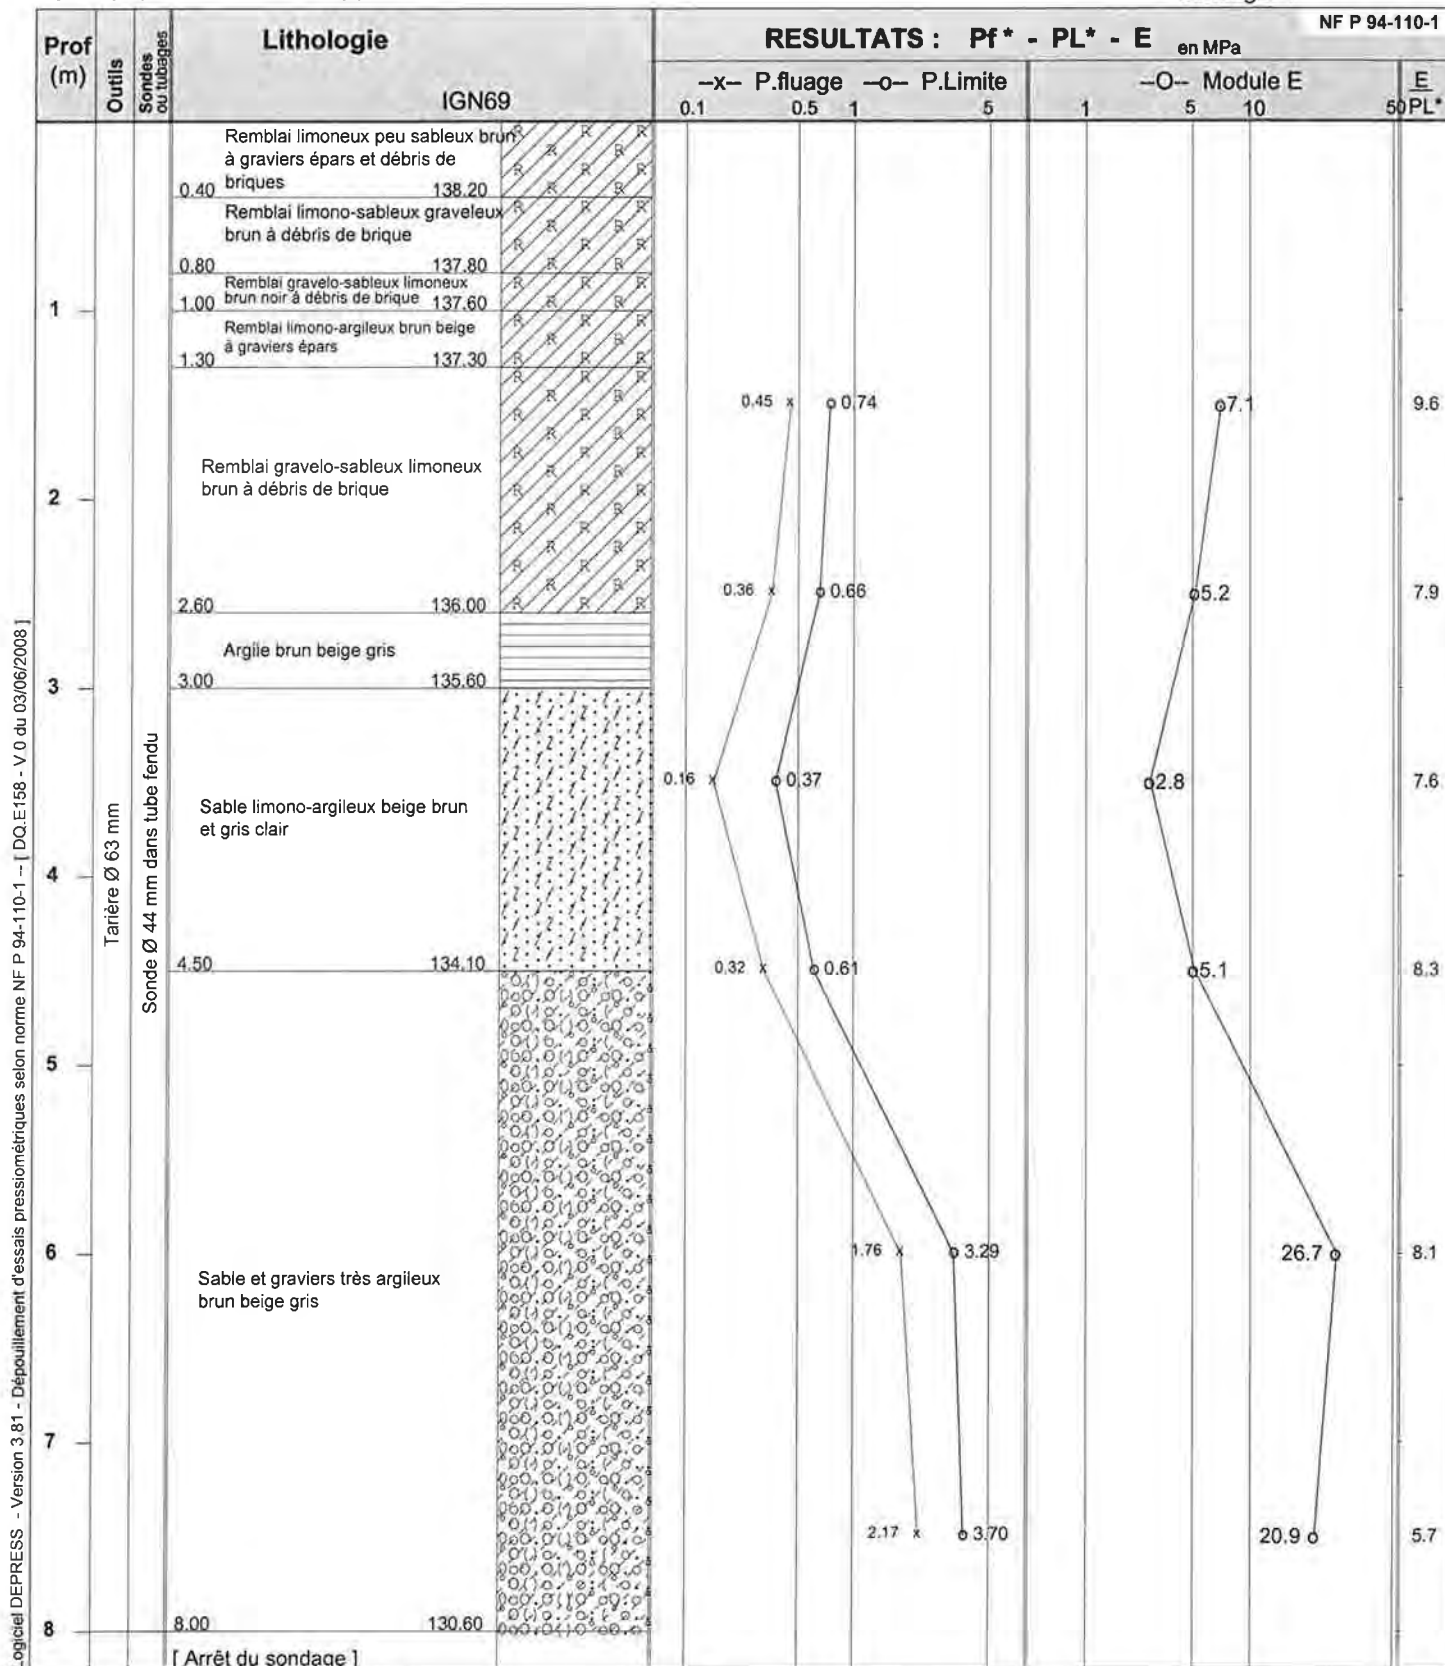 NF P 94-110-1
Prof
(m)
Outils
Sondes
ou tubages
Lithologie
IGN69
RESULTATS : Pf* - PL* - E en MPa
--x-- P.fluage --o-- P.Limite
--O-- Module E
E
PL*
0.1 0.5 1 5 1 5 10 50
Remblai limoneux peu sableux brun
à graviers épars et débris de
briques
0.40 138.20
Remblai limono-sableux graveleux
brun à débris de brique
0.80 137.80
Remblai gravelo-sableux limoneux
brun noir à débris de brique
1.00 137.60
1
Remblai limono-argileux brun beige
à graviers épars
1.30 137.30
0.45 0.74 7.1 9.6
Remblai gravelo-sableux limoneux
brun à débris de brique
2
0.36 0.66 5.2 7.9
2.60 136.00
Argile brun beige gris
3
3.00 135.60
0.16 0.37 2.8 7.6
Sable limono-argileux beige brun
et gris clair
4
Tarière Ø 63 mm
Sonde Ø 44 mm dans tube fendu
4.50 134.10
0.32 0.61 5.1 8.3
5
6
1.76 3.29 26.7 8.1
Sable et graviers très argileux
brun beige gris
7
2.17 3.70 20.9 5.7
8
8.00 130.60
[ Arrêt du sondage ]
Logiciel DEPRESS - Version 3.81 - Dépouillement d'essais pressiométriques selon norme NF P 94-110-1 -- [ DQ.E158 - V.0 du 03/06/2008 ]